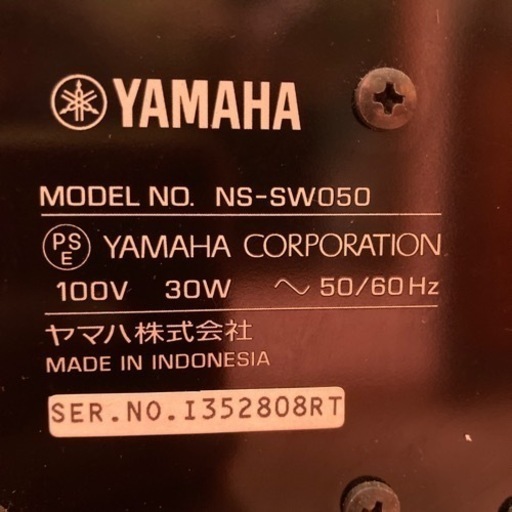 YAMAHA
MODEL NO. NS-SW050
PSE YAMAHA CORPORATION
100V 30W ~ 50/60Hz
ヤマハ株式会社
MADE IN INDONESIA
SER.NO.I352808RT